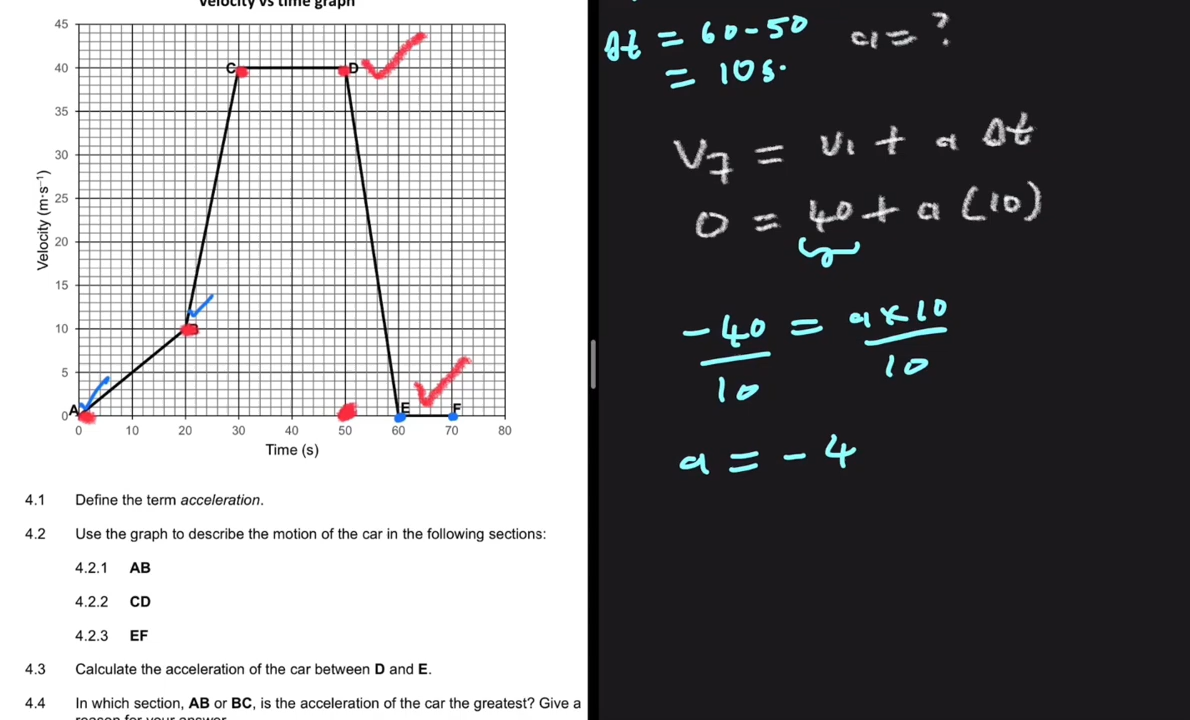 Velocity vs time graph
45
40
35
30
25
20
15
10
5
0
Velocity (m·s⁻¹)
A
C
D
E
F
0 10 20 30 40 50 60 70 80
Time (s)
4.1 Define the term acceleration.
4.2 Use the graph to describe the motion of the car in the following sections:
4.2.1 AB
4.2.2 CD
4.2.3 EF
4.3 Calculate the acceleration of the car between D and E.
4.4 In which section, AB or BC, is the acceleration of the car the greatest? Give a
reason for your answer
Δt = 60-50 a = ?
= 10s.
Vf = vi + a Δt
0 = 40 + a (10)
-40/10 = a×10/10
a = -4